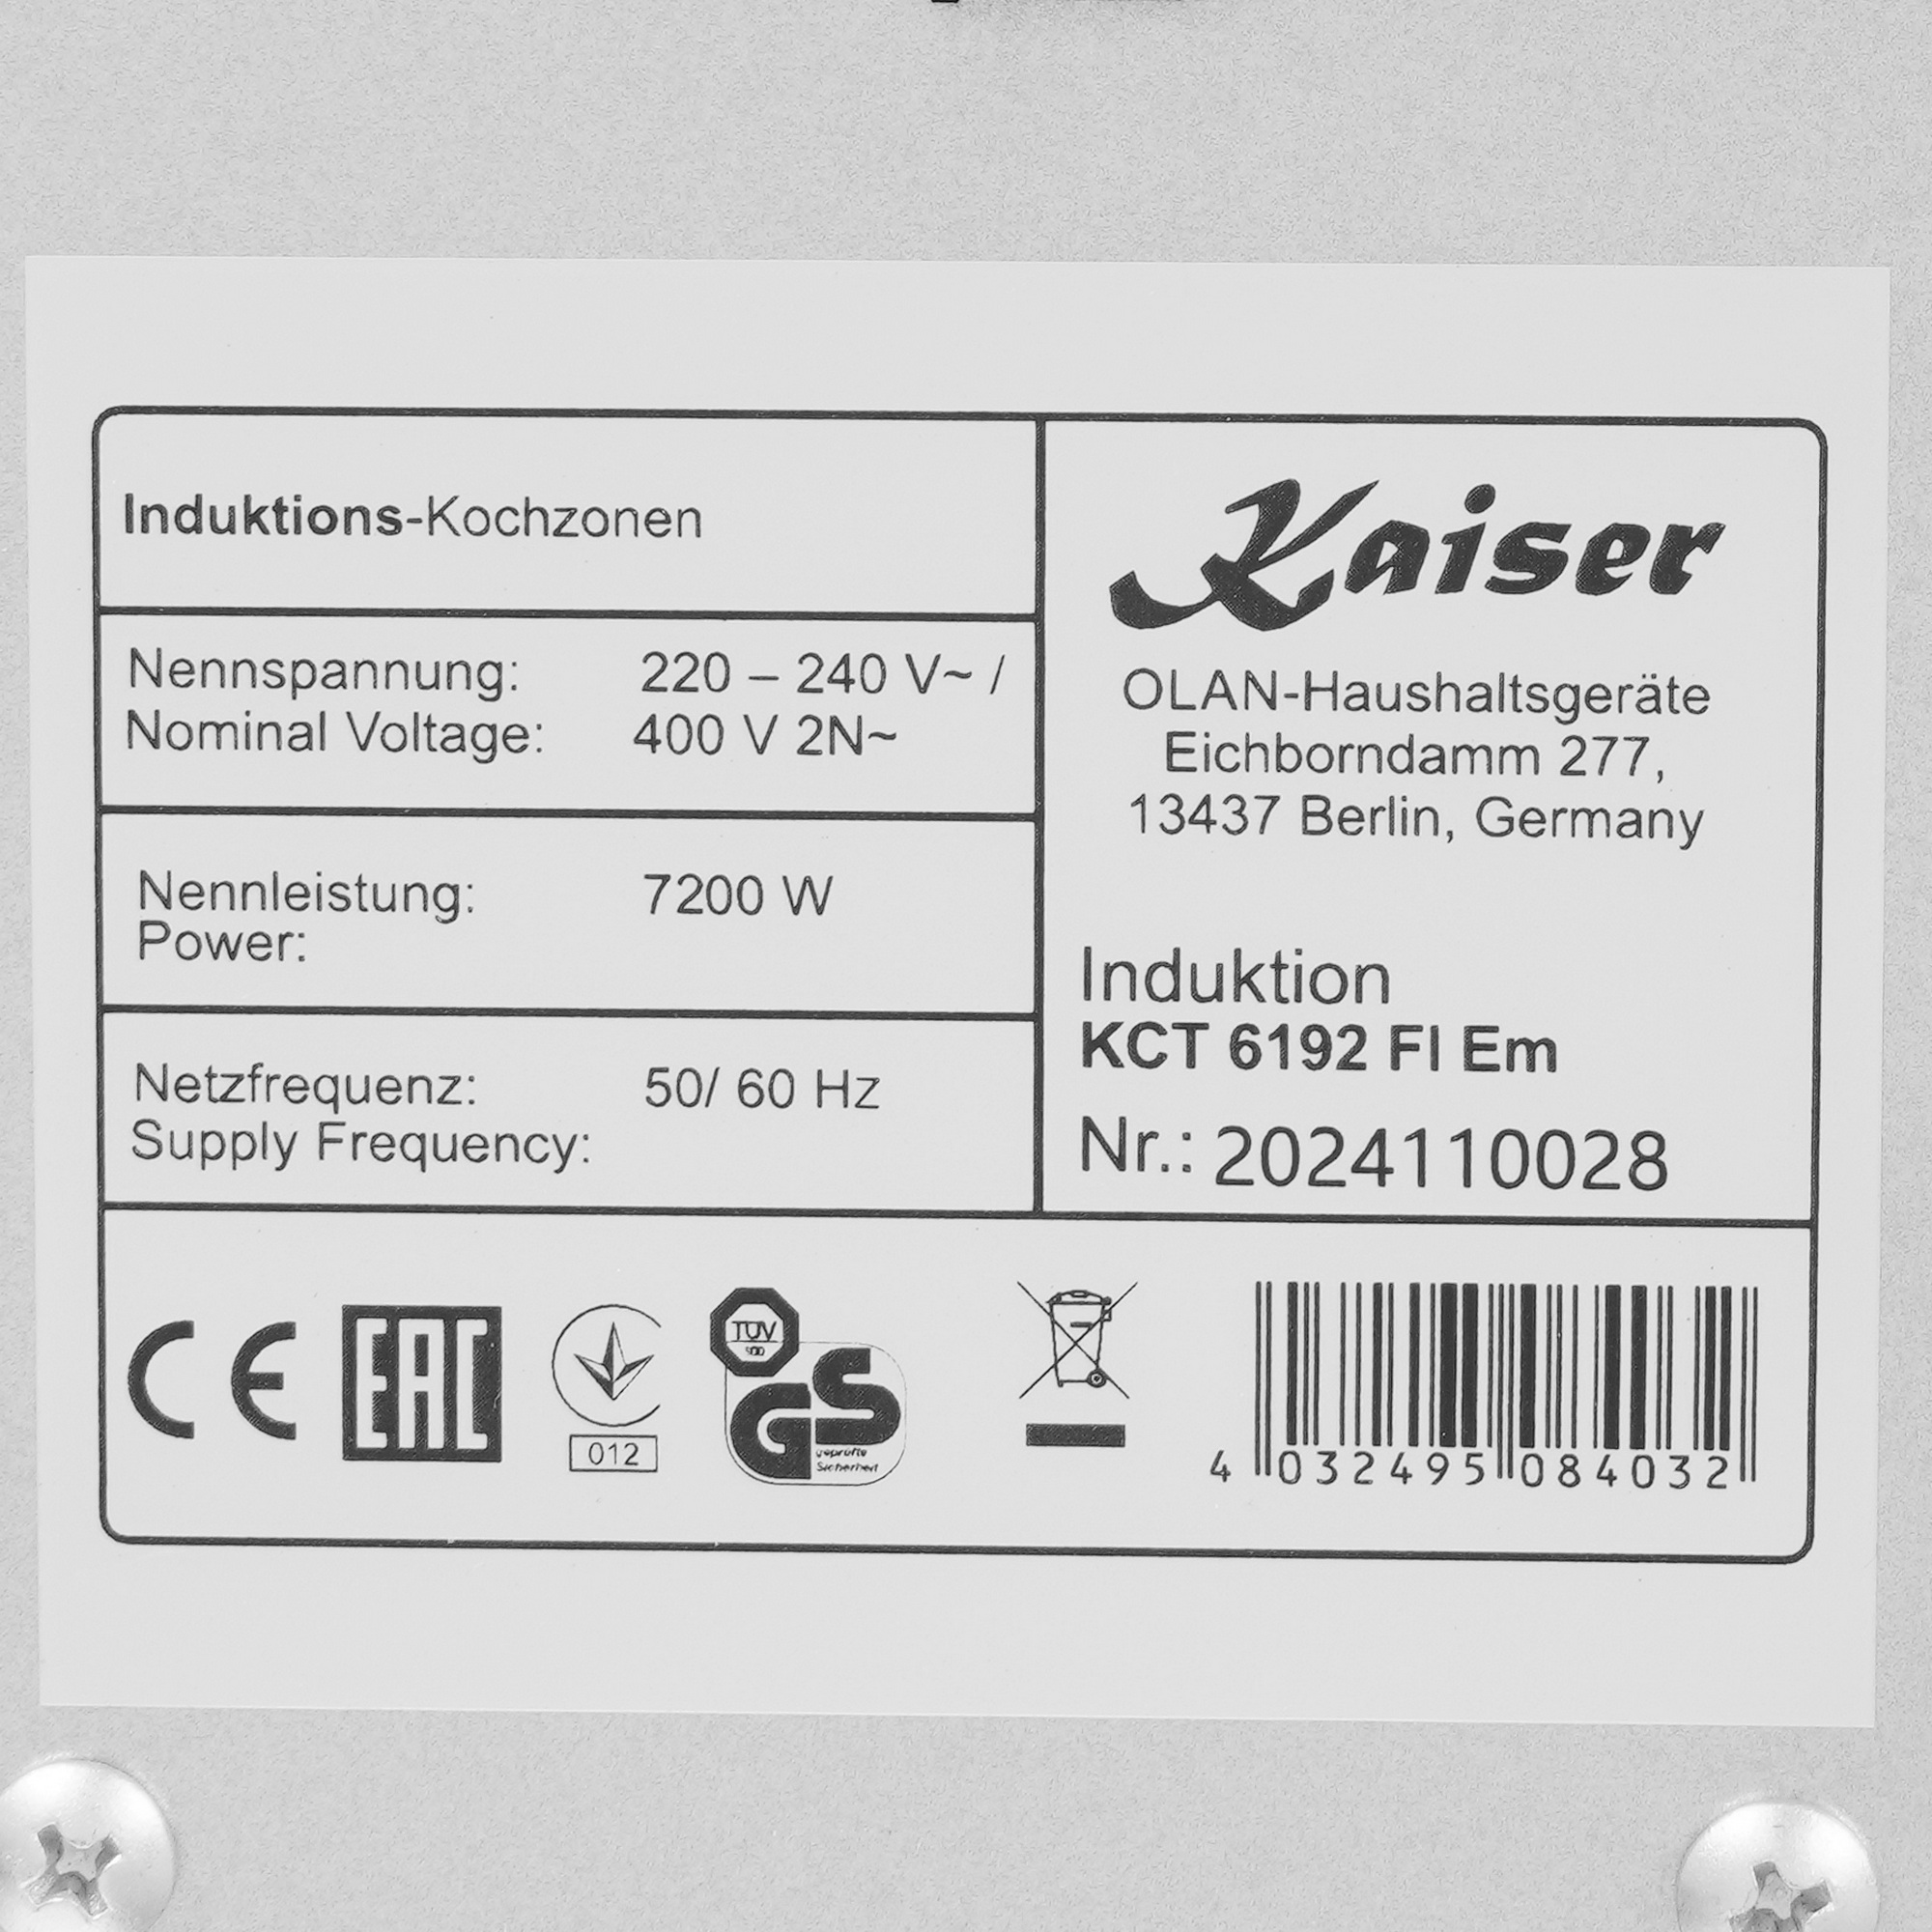 Induktions-Kochzonen
Nennspannung: 220 – 240 V~ /
Nominal Voltage: 400 V 2N~
Nennleistung: 7200 W
Power:
Netzfrequenz: 50/ 60 Hz
Supply Frequency:
Kaiser
OLAN-Haushaltsgeräte
Eichborndamm 277,
13437 Berlin, Germany
Induktion
KCT 6192 FI Em
Nr.: 2024110028
CE
EAC
012
TÜV
GS
geprüfte
Sicherheit
4 032495 084032